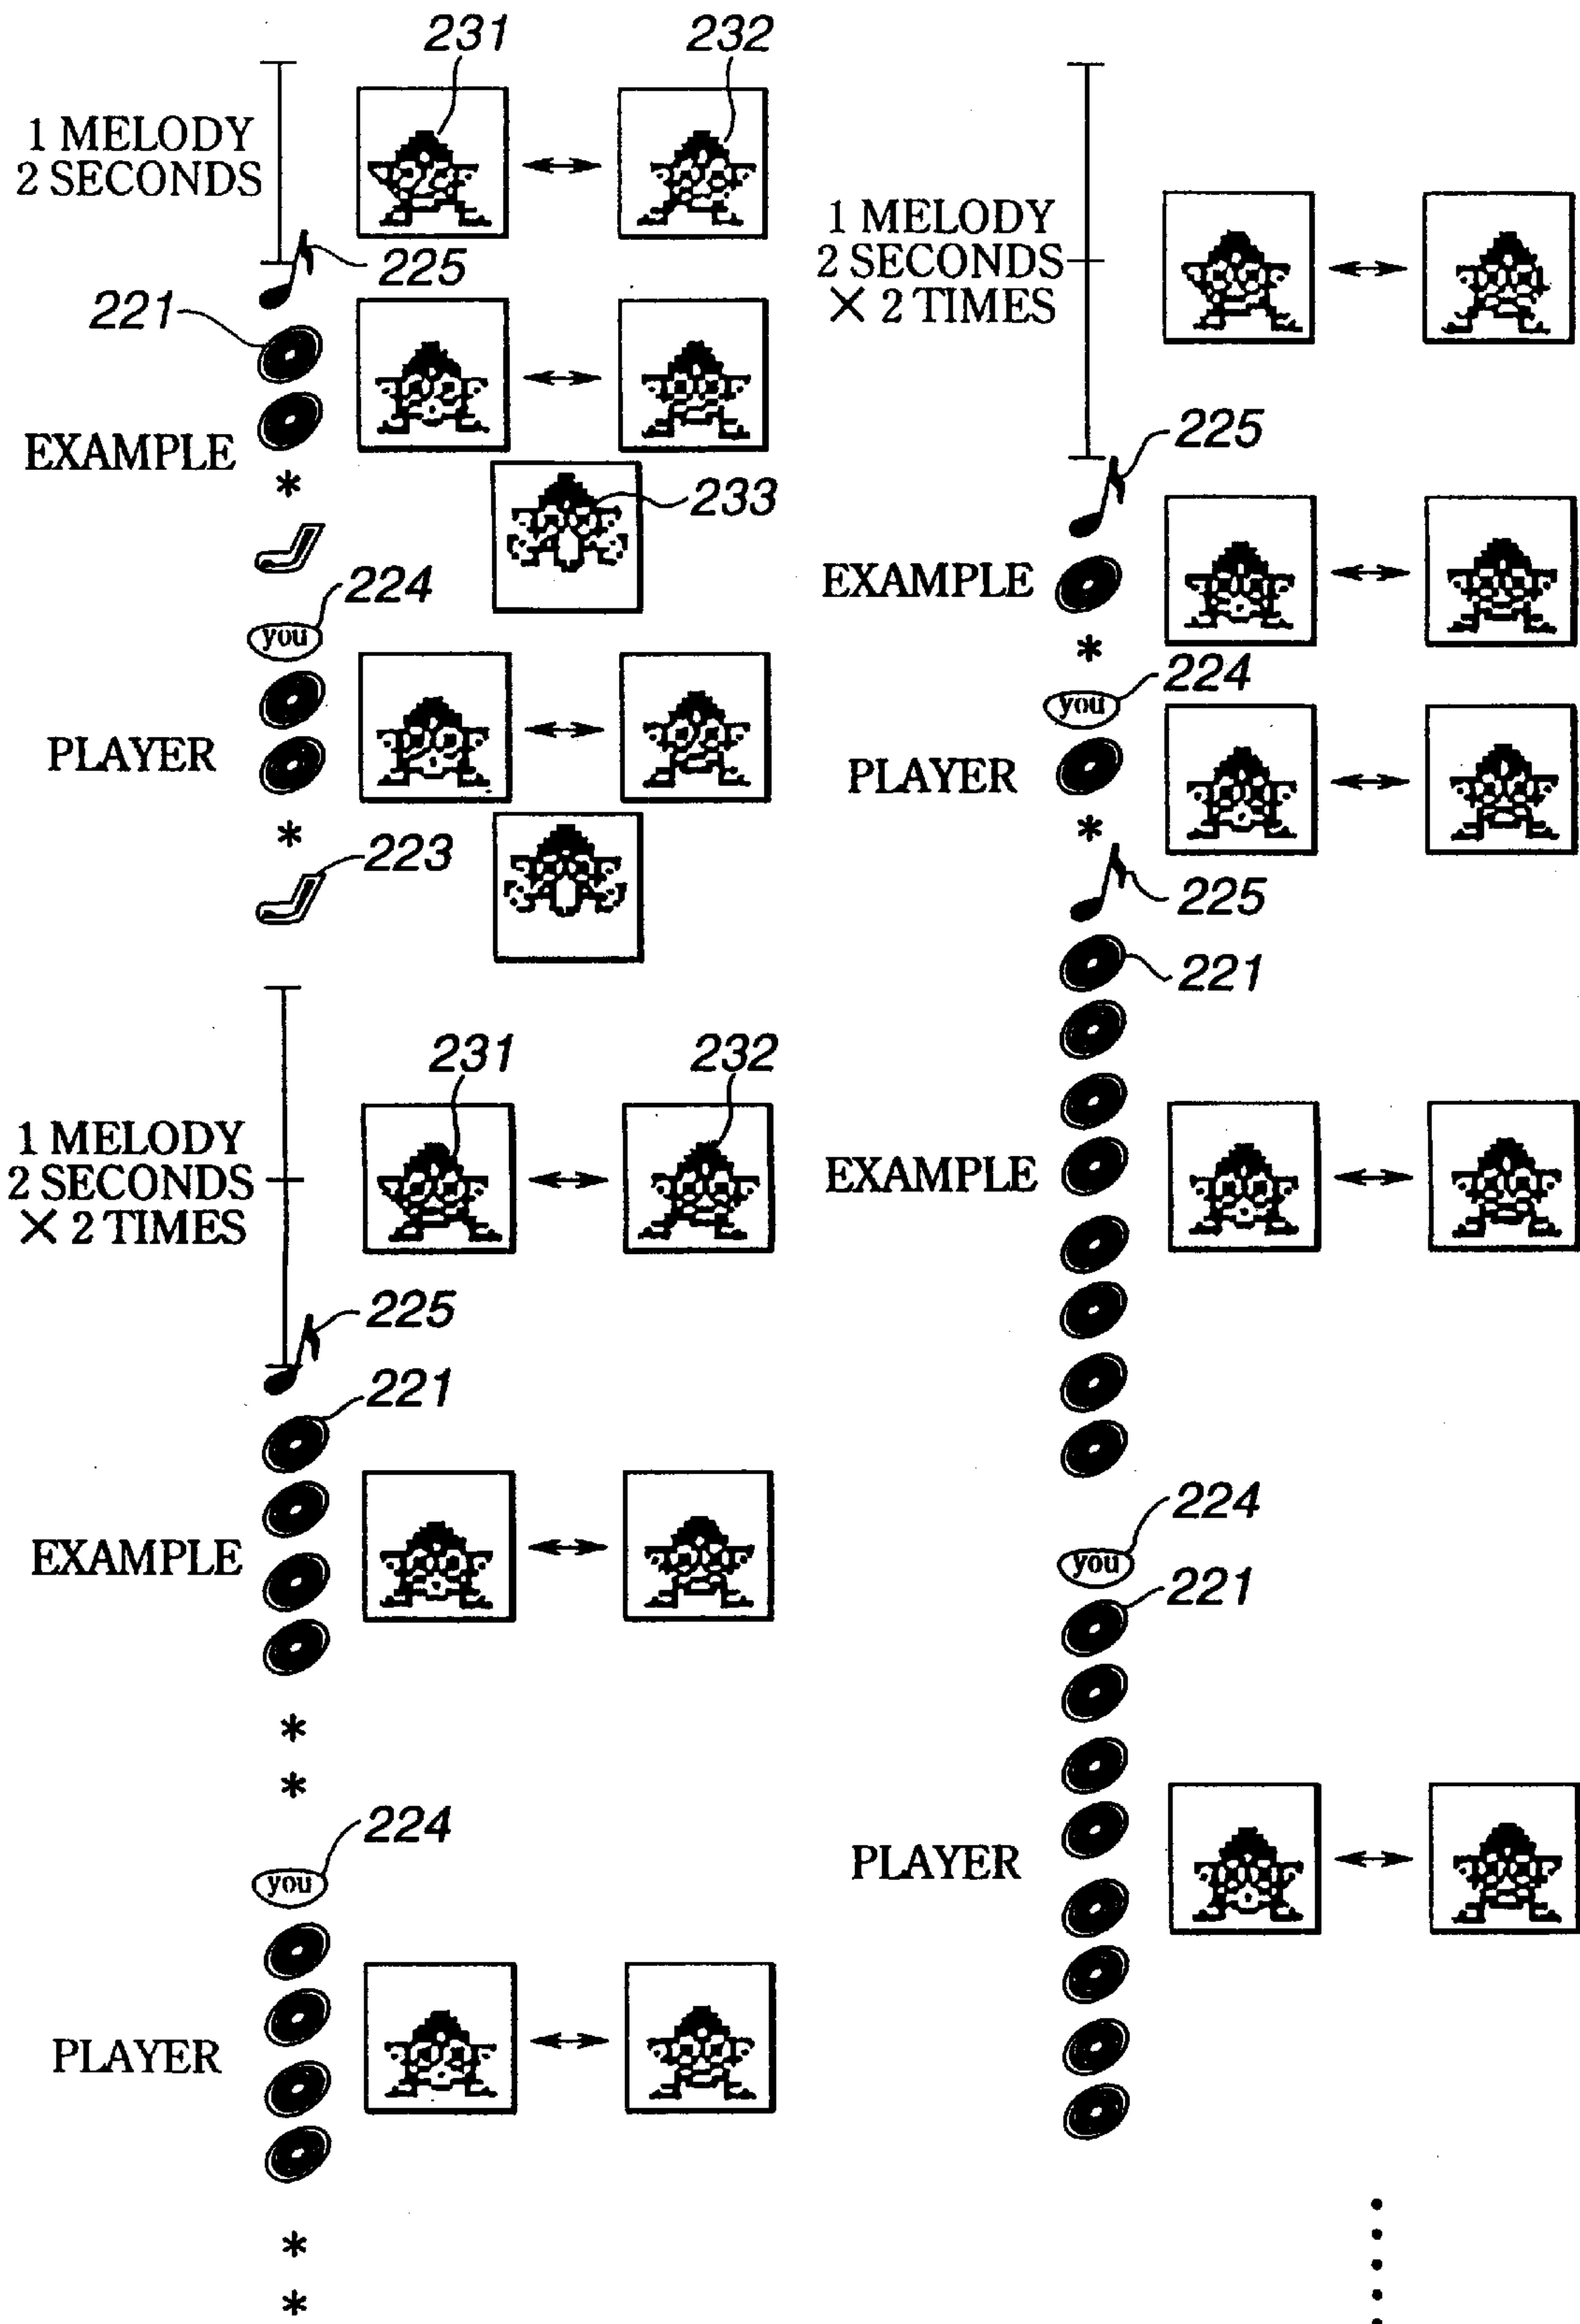 231
232
1 MELODY
2 SECONDS
225
221
EXAMPLE
*
233
224
you
PLAYER
*
223
231
232
1 MELODY
2 SECONDS
× 2 TIMES
225
221
EXAMPLE
*
*
224
you
PLAYER
*
*
1 MELODY
2 SECONDS
× 2 TIMES
225
EXAMPLE
*
224
you
PLAYER
*
225
221
EXAMPLE
224
you
221
PLAYER